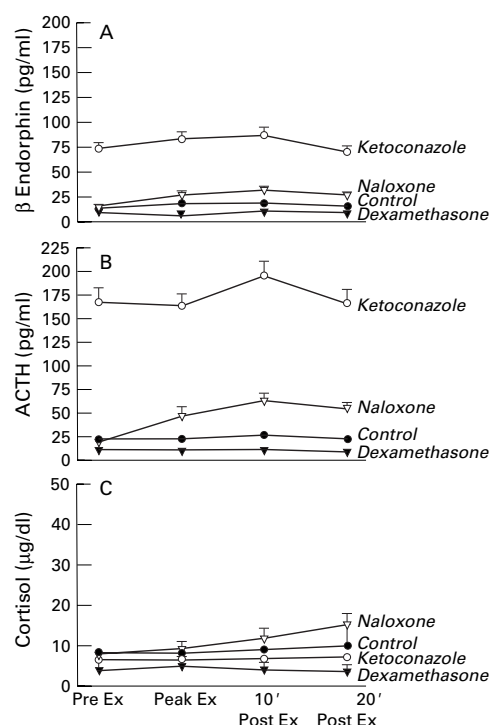 A
β Endorphin (pg/ml)
200
175
150
125
100
75
50
25
0
Ketoconazole
Naloxone
Control
Dexamethasone
B
ACTH (pg/ml)
225
200
175
150
125
100
75
50
25
0
Ketoconazole
Naloxone
Control
Dexamethasone
C
Cortisol (µg/dl)
50
40
30
20
10
0
Naloxone
Control
Ketoconazole
Dexamethasone
Pre Ex Peak Ex 10′ 20′
Post Ex Post Ex